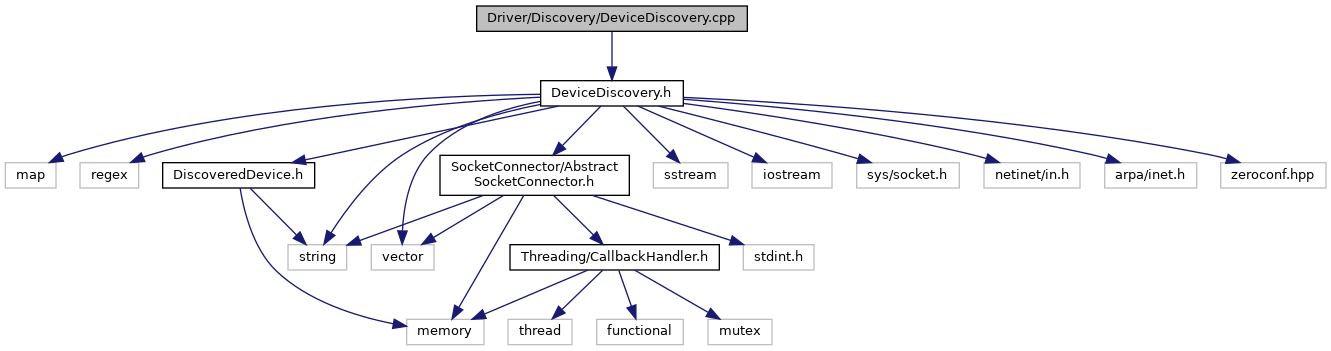 Driver/Discovery/DeviceDiscovery.cpp
DeviceDiscovery.h
map
regex
DiscoveredDevice.h
SocketConnector/Abstract
SocketConnector.h
sstream
iostream
sys/socket.h
netinet/in.h
arpa/inet.h
zeroconf.hpp
string
vector
Threading/CallbackHandler.h
stdint.h
memory
thread
functional
mutex